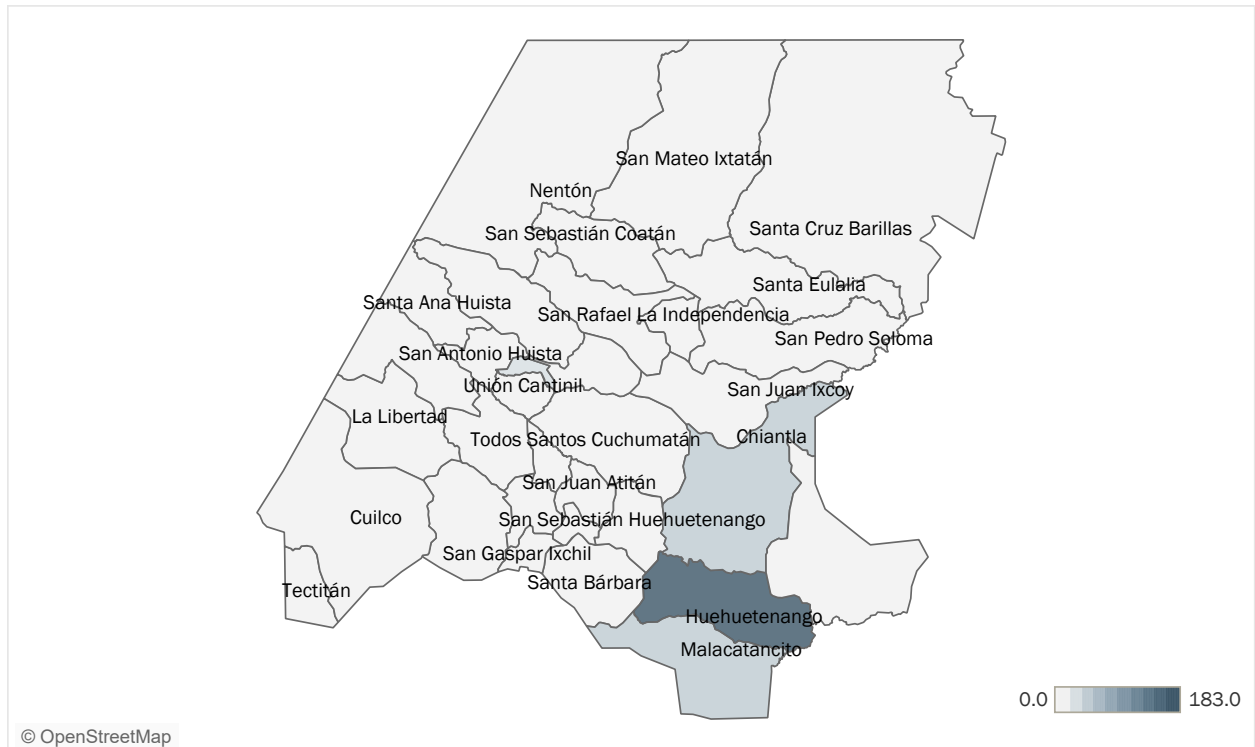 San Mateo Ixtatán
Nentón
Santa Cruz Barillas
San Sebastián Coatán
Santa Eulalia
Santa Ana Huista
San Rafael La Independencia
San Pedro Soloma
San Antonio Huista
Unión Cantinil
San Juan Ixcoy
La Libertad
Chiantla
Todos Santos Cuchumatán
San Juan Atitán
Cuilco
San Sebastián Huehuetenango
San Gaspar Ixchil
Santa Bárbara
Tectitán
Huehuetenango
Malacatancito
0.0 183.0
© OpenStreetMap